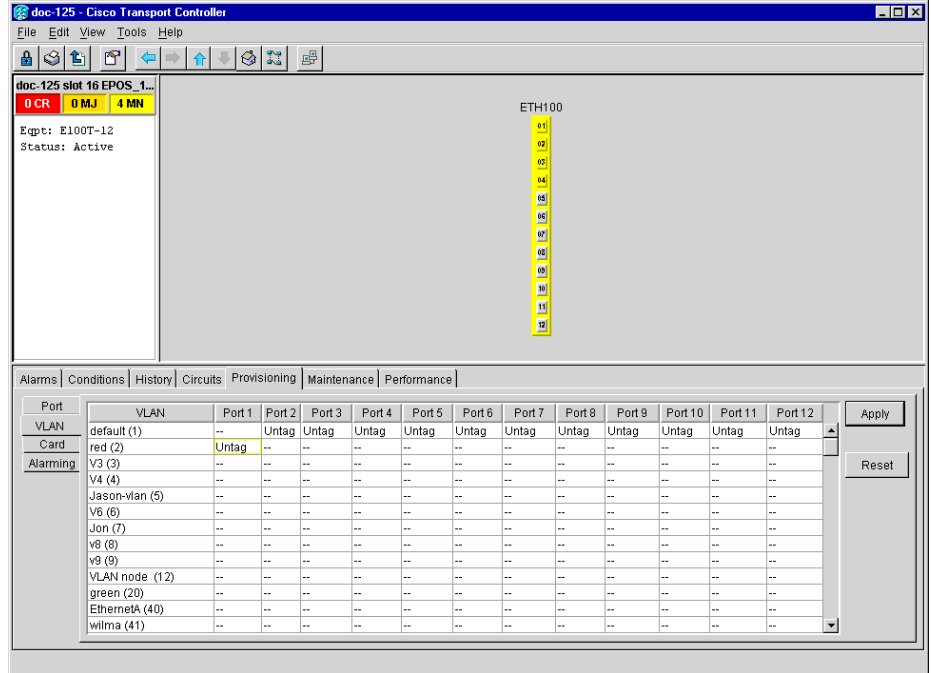 doc-125 - Cisco Transport Controller
File Edit View Tools Help
doc-125 slot 16 EPOS_1...
0 CR 0 MJ 4 MN
Eqpt: E100T-12
Status: Active
ETH100
01
02
03
04
05
06
07
08
09
10
11
12
Alarms Conditions History Circuits Provisioning Maintenance Performance
Port
VLAN
Card
Alarming
VLAN Port 1 Port 2 Port 3 Port 4 Port 5 Port 6 Port 7 Port 8 Port 9 Port 10 Port 11 Port 12
default (1) -- Untag Untag Untag Untag Untag Untag Untag Untag Untag Untag Untag
red (2) Untag -- -- -- -- -- -- -- -- -- -- --
V3 (3) -- -- -- -- -- -- -- -- -- -- -- --
V4 (4) -- -- -- -- -- -- -- -- -- -- -- --
Jason-vlan (5) -- -- -- -- -- -- -- -- -- -- -- --
V6 (6) -- -- -- -- -- -- -- -- -- -- -- --
Jon (7) -- -- -- -- -- -- -- -- -- -- -- --
v8 (8) -- -- -- -- -- -- -- -- -- -- -- --
v9 (9) -- -- -- -- -- -- -- -- -- -- -- --
VLAN node (12) -- -- -- -- -- -- -- -- -- -- -- --
green (20) -- -- -- -- -- -- -- -- -- -- -- --
EthernetA (40) -- -- -- -- -- -- -- -- -- -- -- --
wilma (41) -- -- -- -- -- -- -- -- -- -- -- --
Apply
Reset